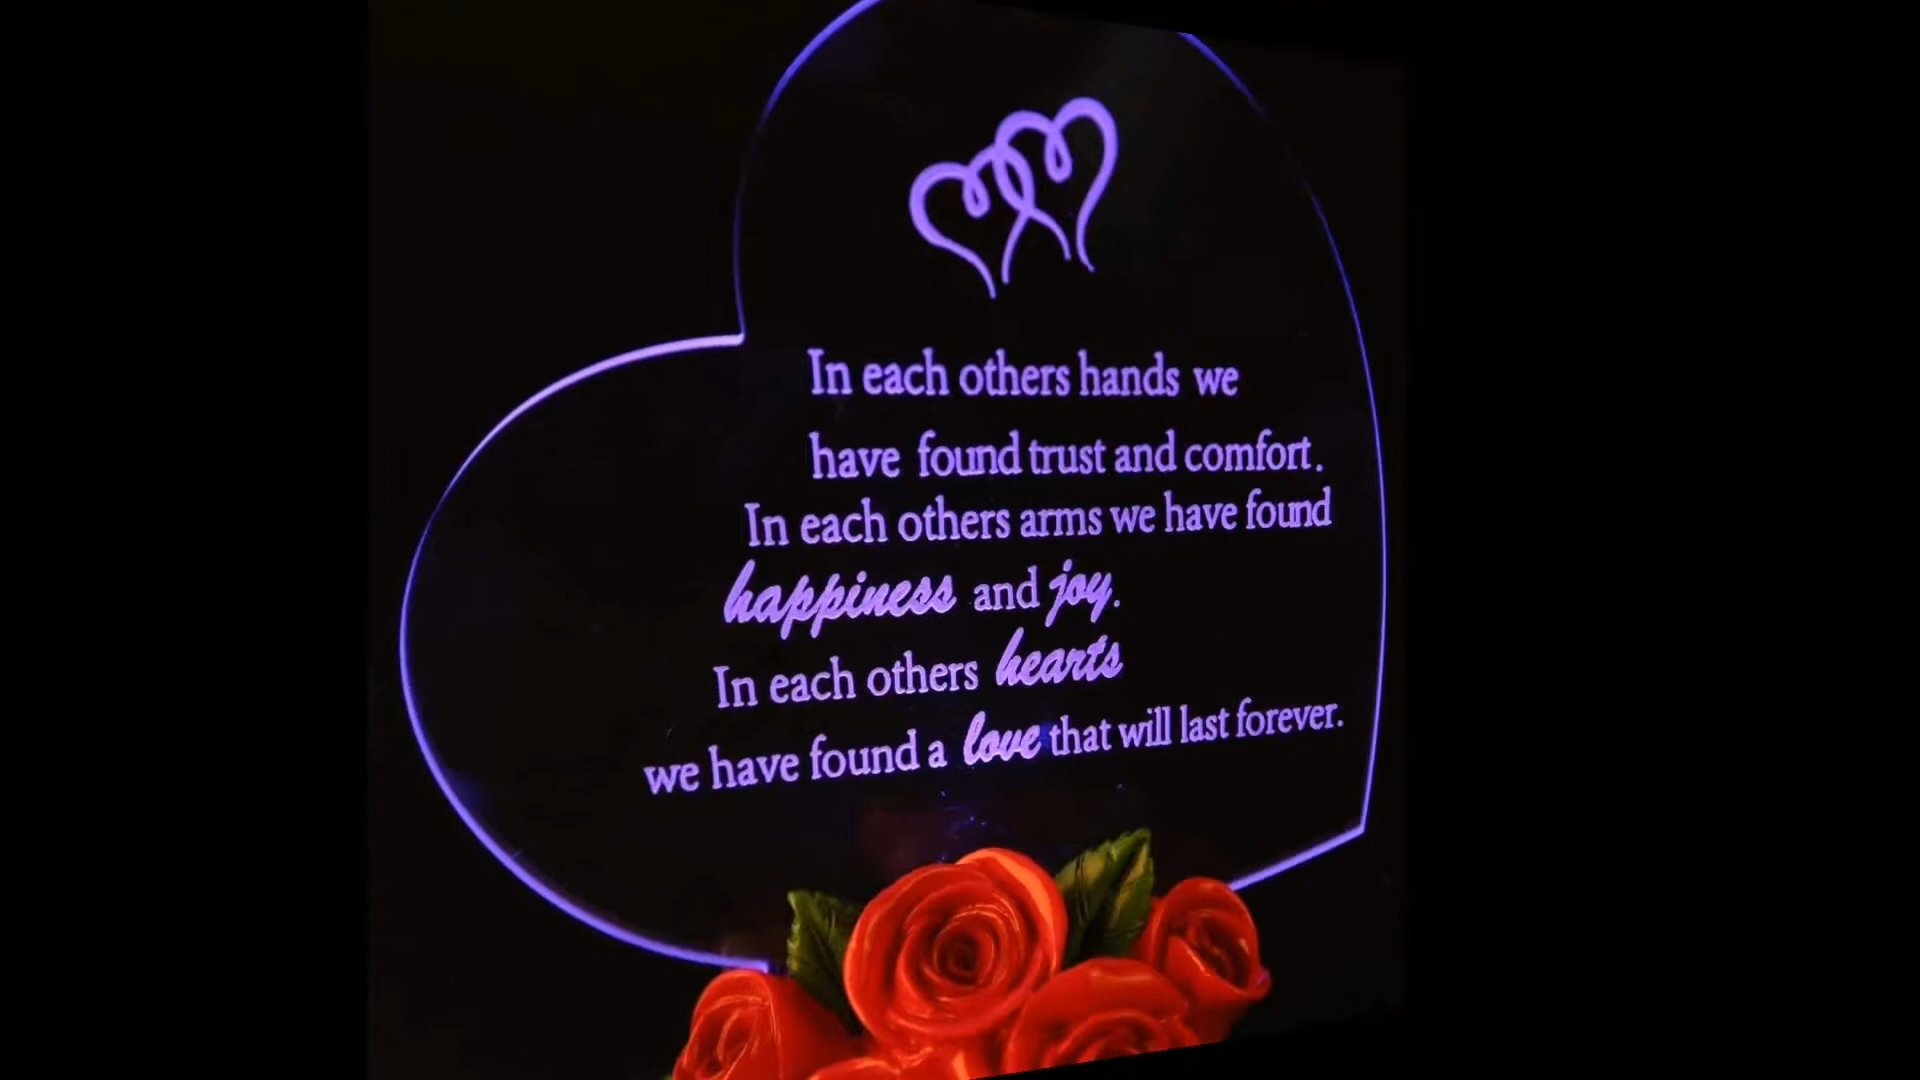 In each others hands we
have found trust and comfort.
In each others arms we have found
happiness and joy.
In each others hearts
we have found a love that will last forever.